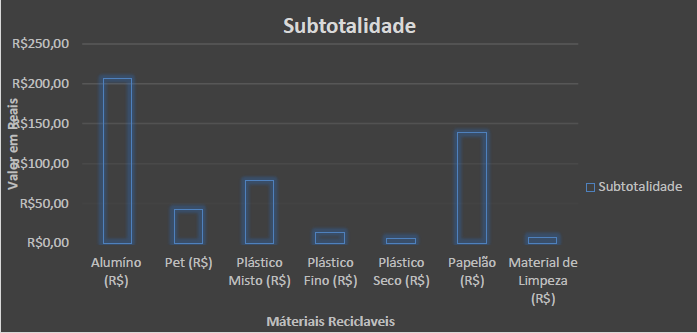 Subtotalidade
R$250,00
R$200,00
R$150,00
R$100,00
R$50,00
R$0,00
Valor em Reais
Alumíno
(R$)
Pet (R$)
Plástico
Misto (R$)
Plástico
Fino (R$)
Plástico
Seco (R$)
Papelão
(R$)
Material de
Limpeza
(R$)
Máteriais Reciclaveis
Subtotalidade